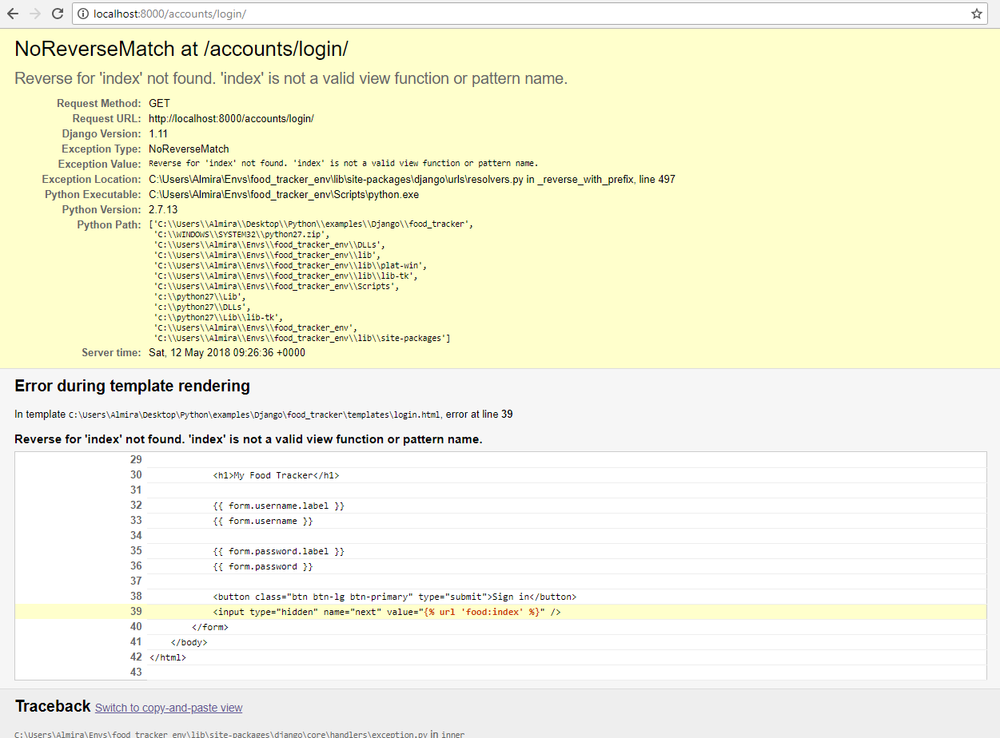 localhost:8000/accounts/login/
NoReverseMatch at /accounts/login/
Reverse for 'index' not found. 'index' is not a valid view function or pattern name.
Request Method: GET
Request URL: http://localhost:8000/accounts/login/
Django Version: 1.11
Exception Type: NoReverseMatch
Exception Value: Reverse for 'index' not found. 'index' is not a valid view function or pattern name.
Exception Location: C:\Users\Almira\Envs\food_tracker_env\lib\site-packages\django\urls\resolvers.py in _reverse_with_prefix, line 497
Python Executable: C:\Users\Almira\Envs\food_tracker_env\Scripts\python.exe
Python Version: 2.7.13
Python Path: ['C:\\Users\\Almira\\Desktop\\Python\\examples\\Django\\food_tracker',
'C:\\WINDOWS\\SYSTEM32\\python27.zip',
'C:\\Users\\Almira\\Envs\\food_tracker_env\\DLLs',
'C:\\Users\\Almira\\Envs\\food_tracker_env\\lib',
'C:\\Users\\Almira\\Envs\\food_tracker_env\\lib\\plat-win',
'C:\\Users\\Almira\\Envs\\food_tracker_env\\lib\\lib-tk',
'C:\\Users\\Almira\\Envs\\food_tracker_env\\Scripts',
'c:\\python27\\Lib',
'c:\\python27\\DLLs',
'c:\\python27\\Lib\\lib-tk',
'C:\\Users\\Almira\\Envs\\food_tracker_env',
'C:\\Users\\Almira\\Envs\\food_tracker_env\\lib\\site-packages']
Server time: Sat, 12 May 2018 09:26:36 +0000
Error during template rendering
In template C:\Users\Almira\Desktop\Python\examples\Django\food_tracker\templates\login.html, error at line 39
Reverse for 'index' not found. 'index' is not a valid view function or pattern name.
29
30 <h1>My Food Tracker</h1>
31
32 {{ form.username.label }}
33 {{ form.username }}
34
35 {{ form.password.label }}
36 {{ form.password }}
37
38 <button class="btn btn-lg btn-primary" type="submit">Sign in</button>
39 <input type="hidden" name="next" value="{% url 'food:index' %}" />
40 </form>
41 </body>
42 </html>
43
Traceback Switch to copy-and-paste view
C:\Users\Almira\Envs\food_tracker_env\lib\site-packages\django\core\handlers\exception.py in inner